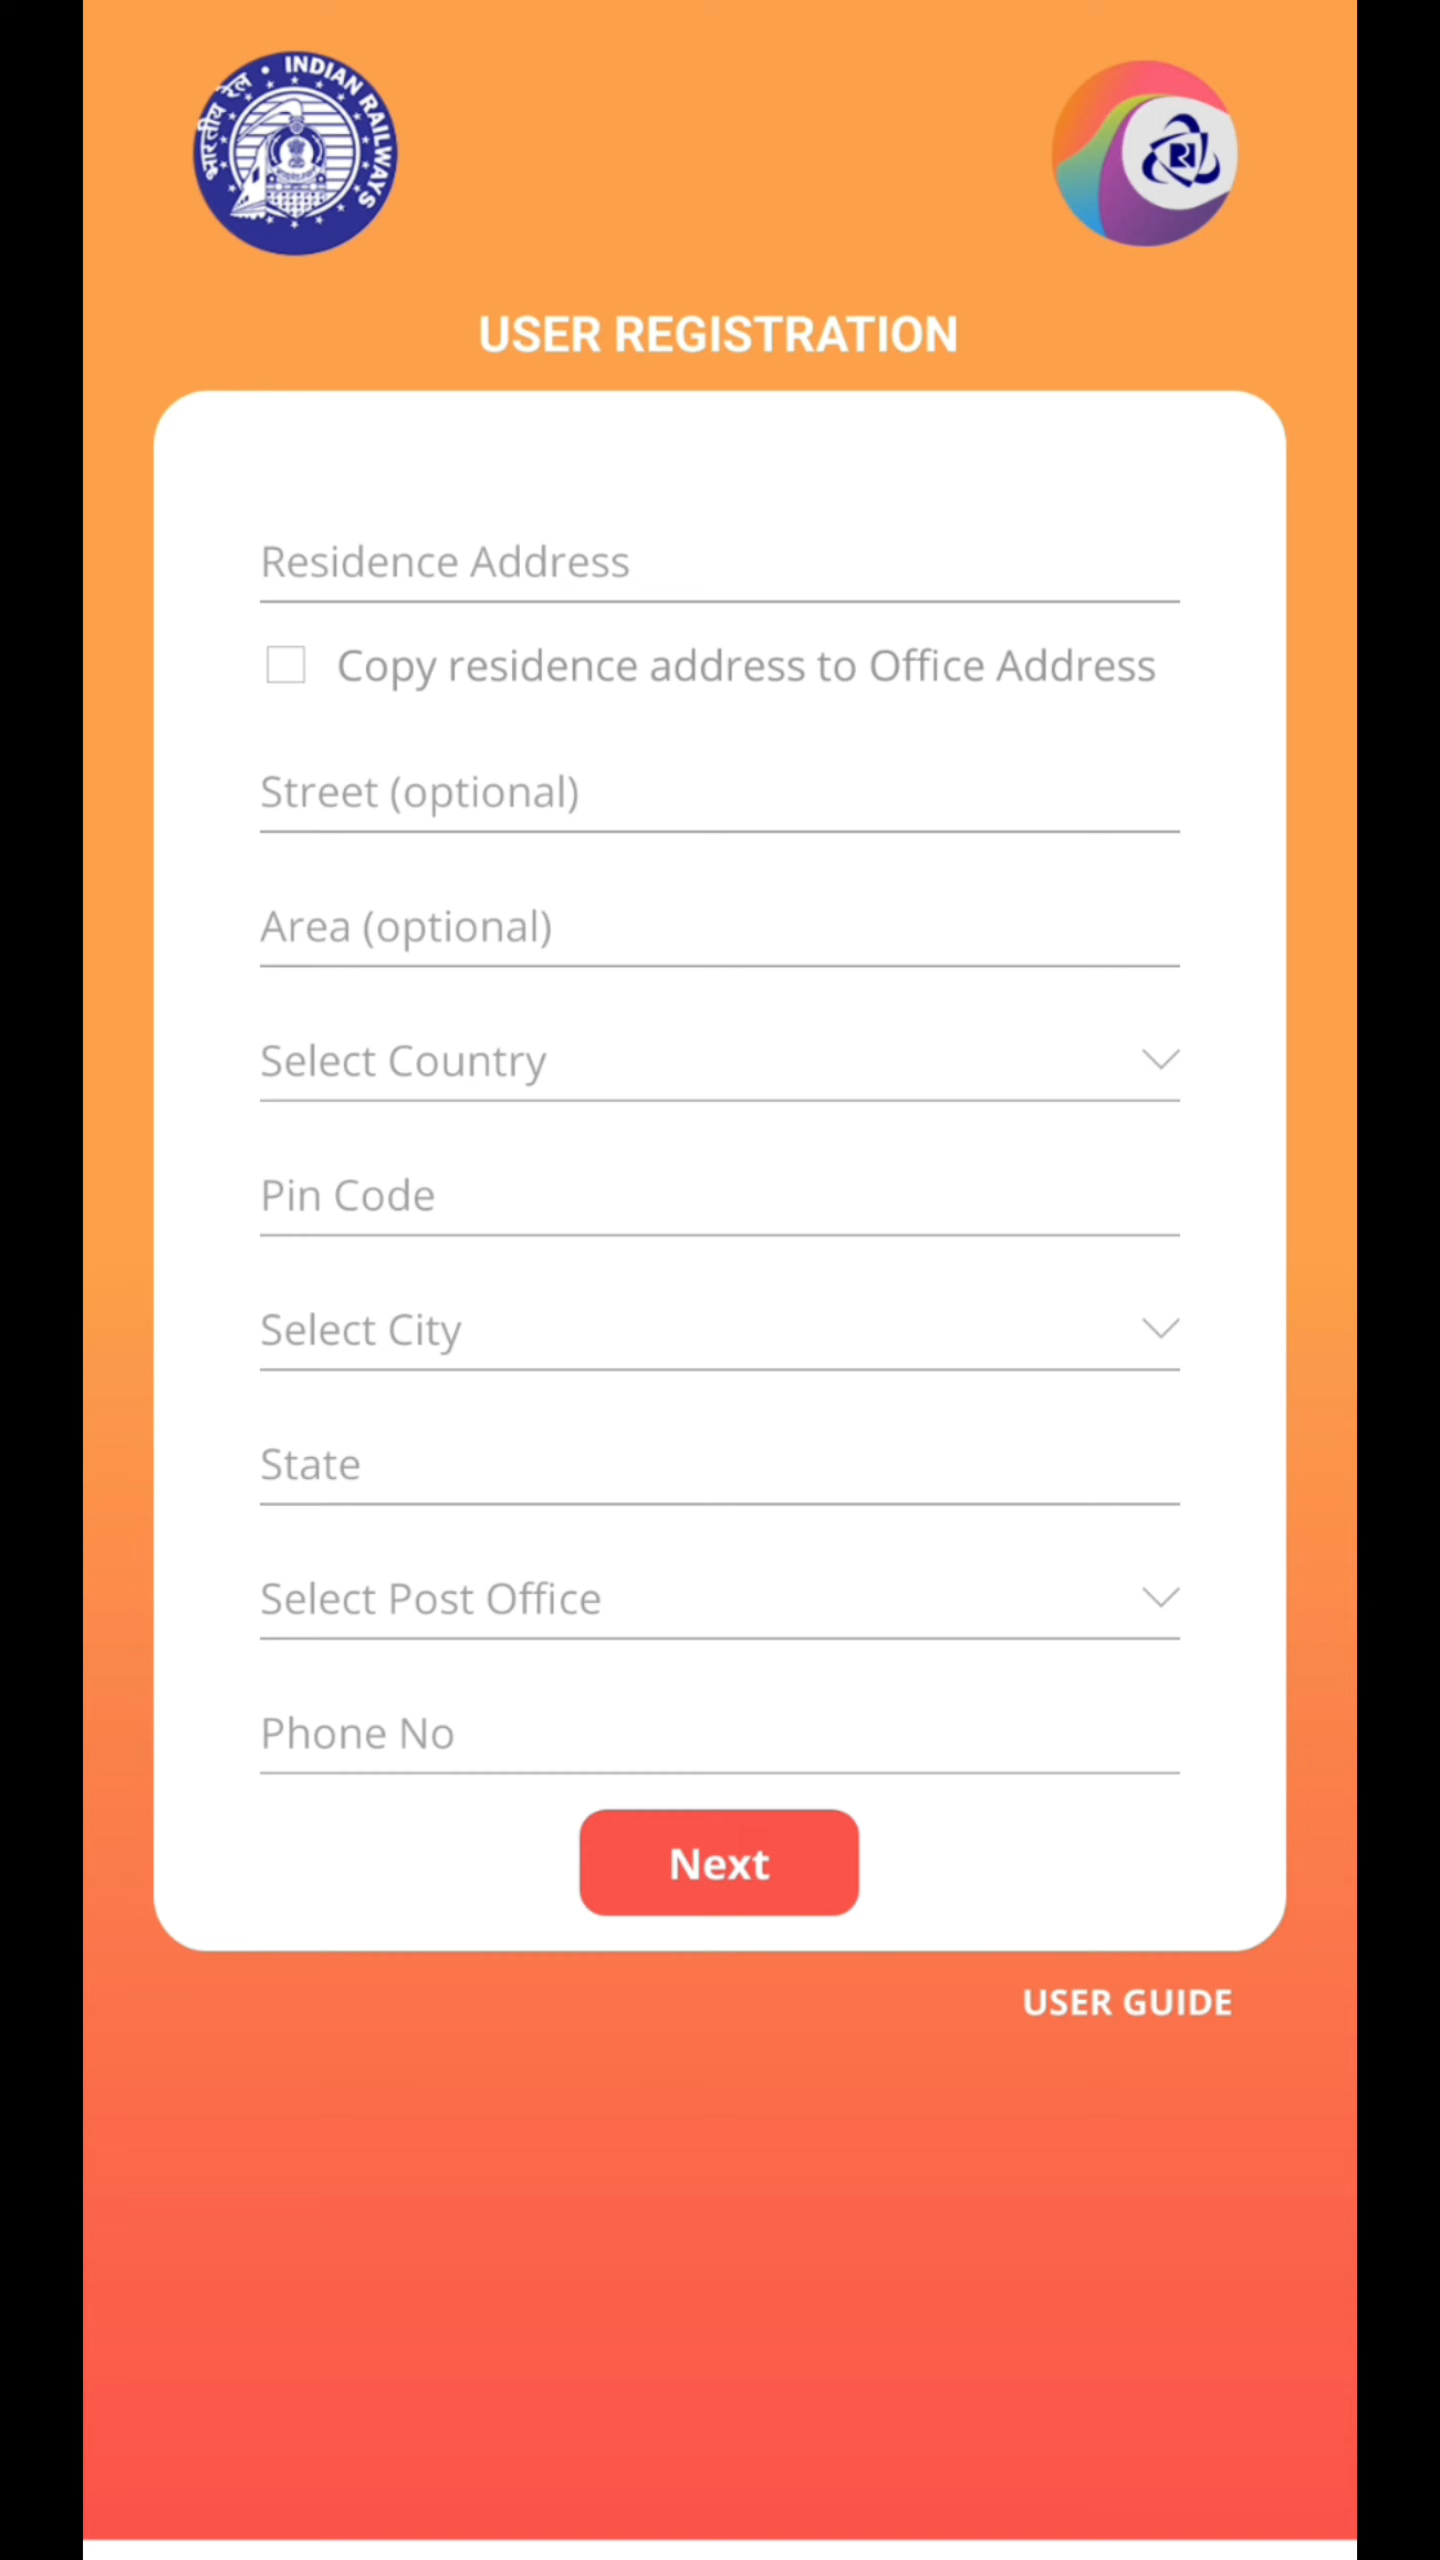 भारतीय रेल • INDIAN RAILWAYS
USER REGISTRATION
Residence Address
Copy residence address to Office Address
Street (optional)
Area (optional)
Select Country
Pin Code
Select City
State
Select Post Office
Phone No
Next
USER GUIDE